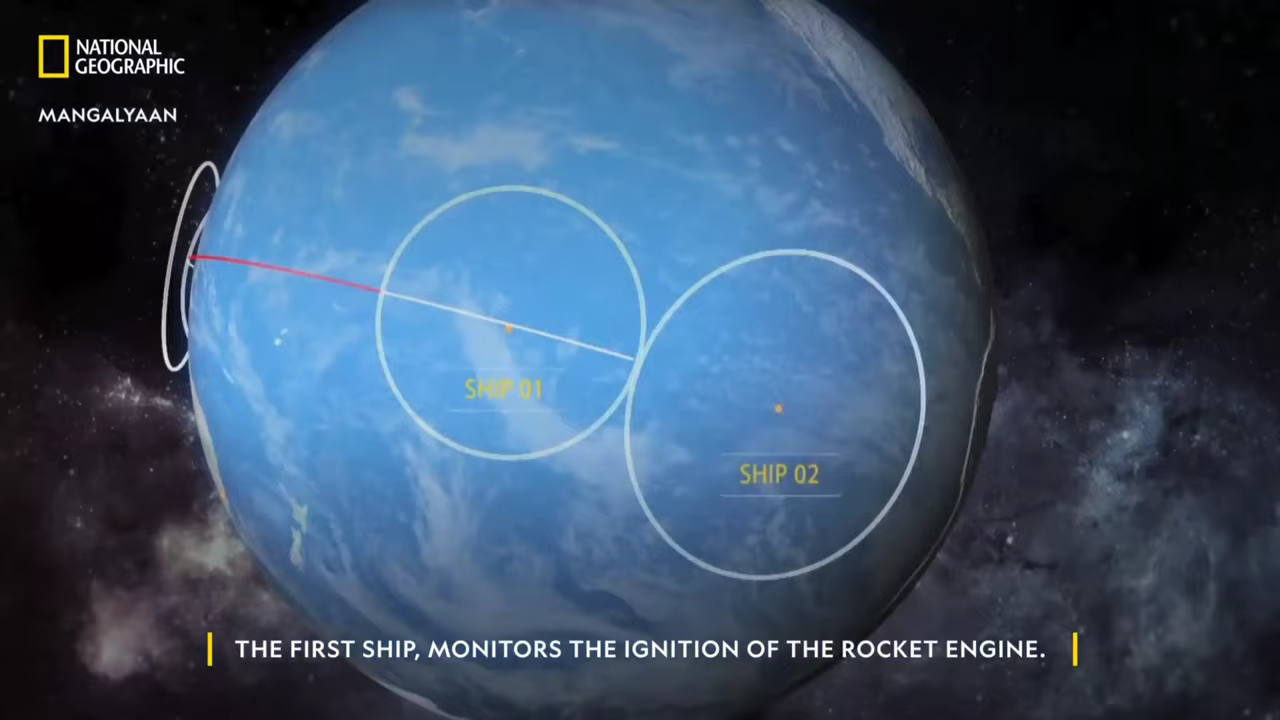 NATIONAL
GEOGRAPHIC
MANGALYAAN
SHIP 01
SHIP 02
THE FIRST SHIP, MONITORS THE IGNITION OF THE ROCKET ENGINE.